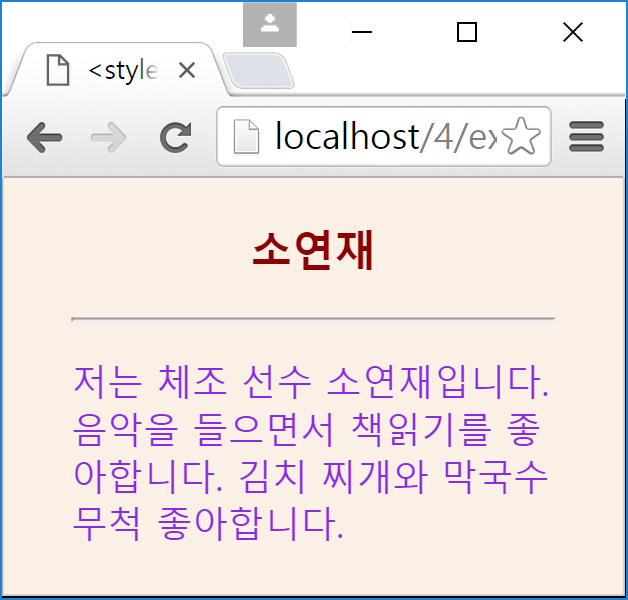 <style
localhost/4/ex
소연재
저는 체조 선수 소연재입니다.
음악을 들으면서 책읽기를 좋
아합니다. 김치 찌개와 막국수
무척 좋아합니다.